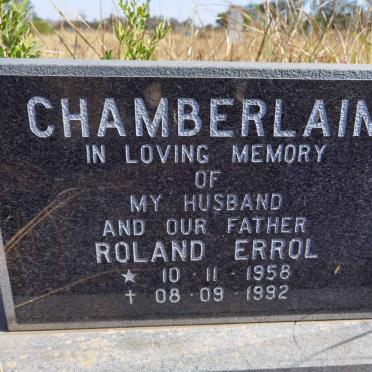 CHAMBERLAIN
IN LOVING MEMORY
OF
MY HUSBAND
AND OUR FATHER
ROLAND ERROL
☆ 10 · 11 · 1958
✝ 08 · 09 · 1992